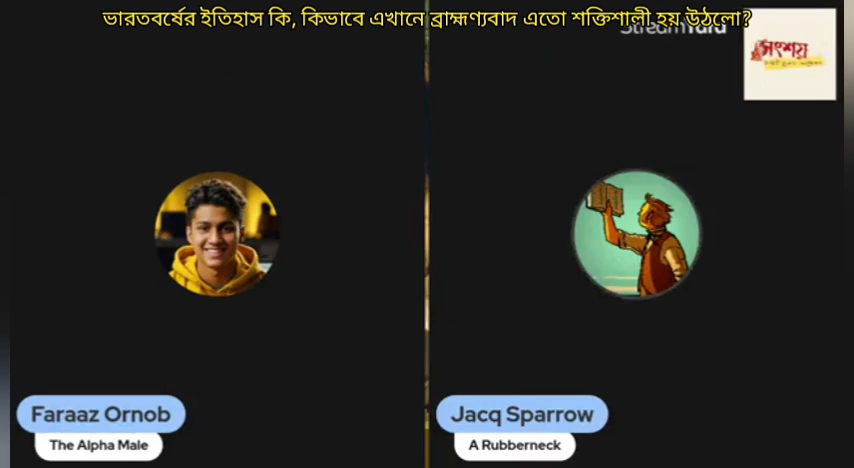 ভারতবর্ষের ইতিহাস কি, কিভাবে এখানে ব্রাহ্মণ্যবাদ এতো শক্তিশালী হয় উঠলো?
StreamYard
সংশয়
Faraaz Ornob
The Alpha Male
Jacq Sparrow
A Rubberneck